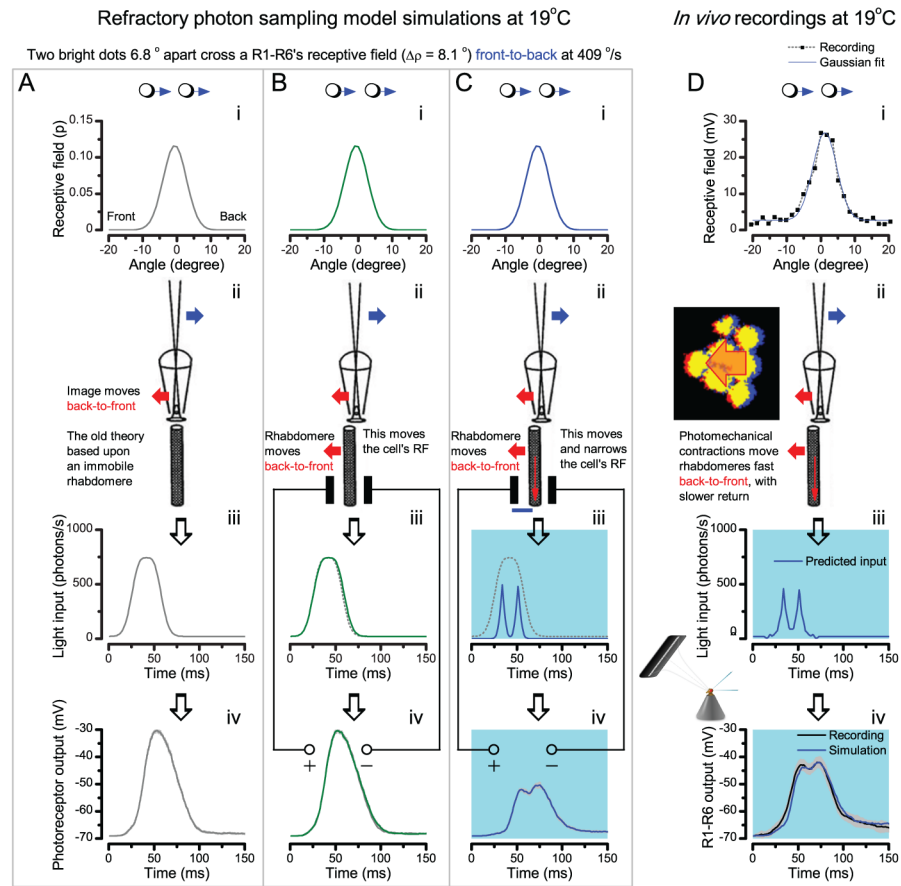 Refractory photon sampling model simulations at 19°C
In vivo recordings at 19°C
Two bright dots 6.8 ° apart cross a R1-R6's receptive field (Δρ = 8.1 °) front-to-back at 409 °/s
Recording
Gaussian fit
A
i
Receptive field (p)
0.15
0.10
0.05
0
Front
Back
-20 -10 0 10 20
Angle (degree)
ii
Image moves
back-to-front
The old theory
based upon
an immobile
rhabdomere
iii
Light input (photons/s)
1000
500
0
0 50 100 150
Time (ms)
iv
Photoreceptor output (mV)
-30
-40
-50
-60
-70
0 50 100 150
Time (ms)
B
i
-20 -10 0 10 20
Angle (degree)
ii
Rhabdomere
moves
back-to-front
This moves
the cell's RF
iii
0 50 100 150
Time (ms)
iv
+
−
0 50 100 150
Time (ms)
C
i
-20 -10 0 10 20
Angle (degree)
ii
Rhabdomere
moves
back-to-front
This moves
and narrows
the cell's RF
iii
0 50 100 150
Time (ms)
iv
+
−
0 50 100 150
Time (ms)
D
i
Receptive field (mV)
30
20
10
0
-20 -10 0 10 20
Angle (degree)
ii
Photomechanical
contractions move
rhabdomeres fast
back-to-front, with
slower return
iii
Light input (photons/s)
1000
500
0
Predicted input
0 50 100 150
Time (ms)
iv
R1-R6 output (mV)
-30
-40
-50
-60
-70
Recording
Simulation
0 50 100 150
Time (ms)